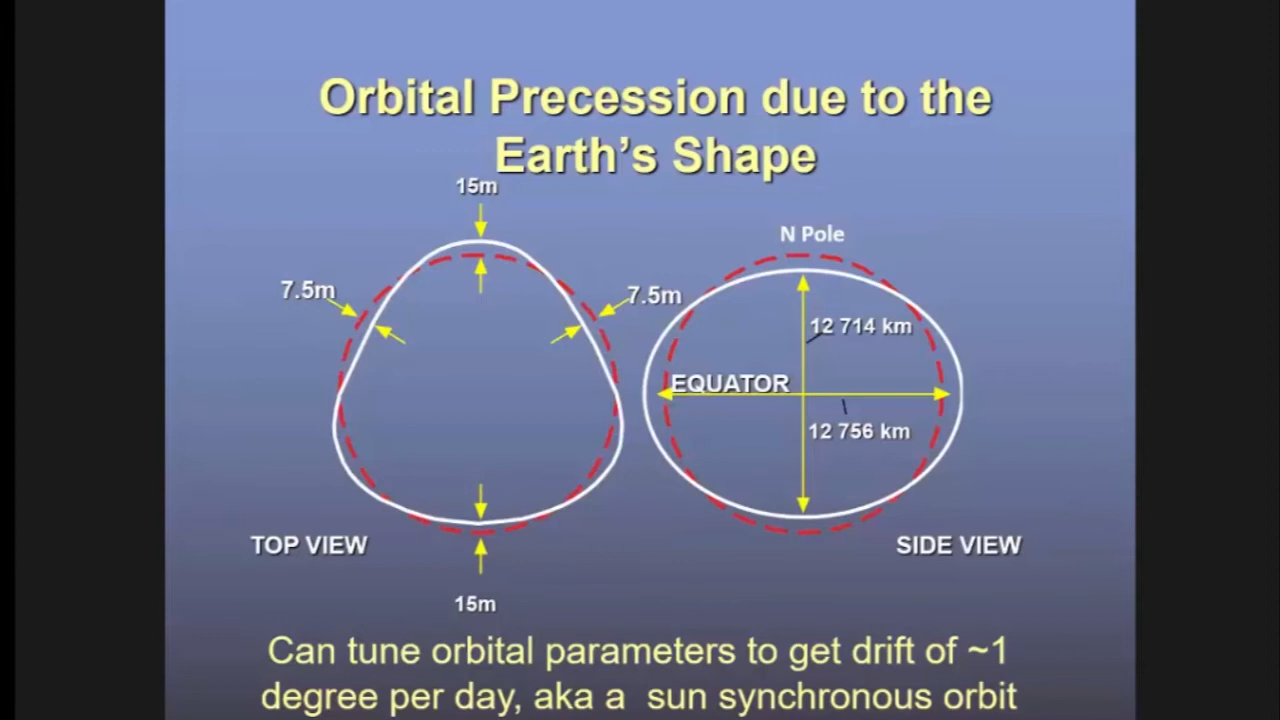 Orbital Precession due to the
Earth's Shape
15m
N Pole
7.5m
7.5m
12 714 km
EQUATOR
12 756 km
TOP VIEW
SIDE VIEW
15m
Can tune orbital parameters to get drift of ~1
degree per day, aka a  sun synchronous orbit